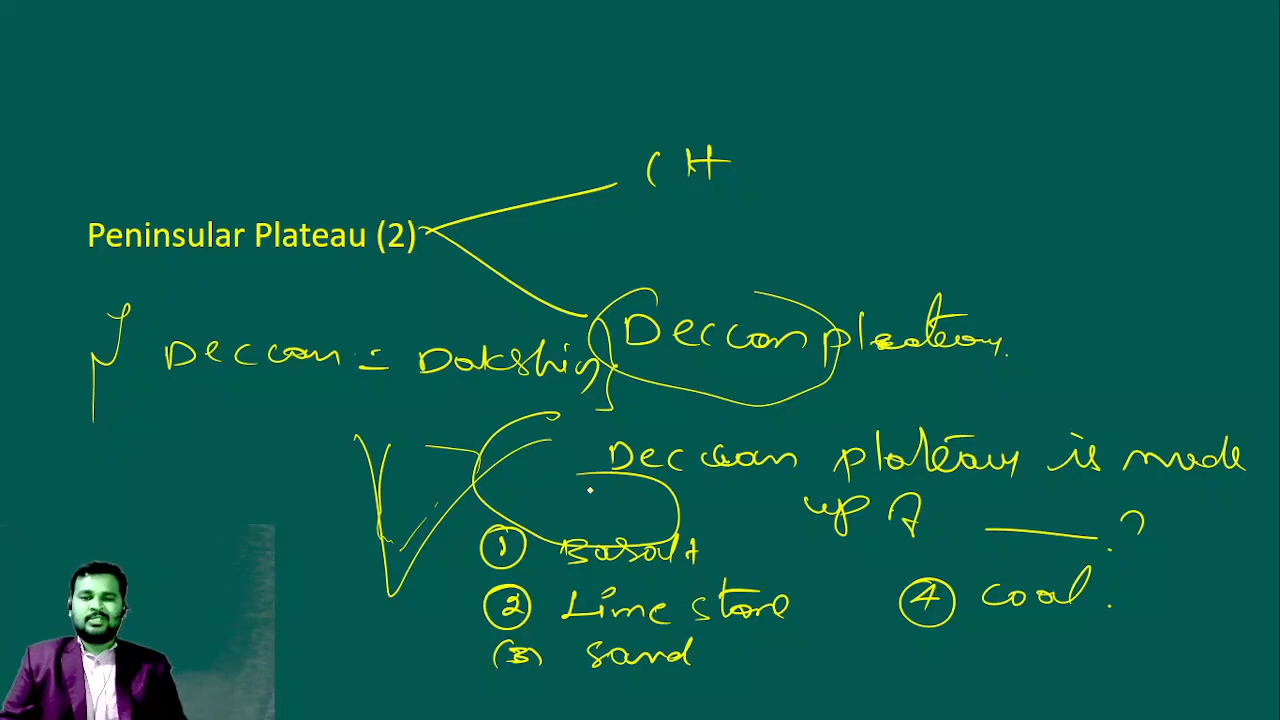 CH
Peninsular Plateau (2)
Deccan plateau.
Deccan = Dakshin
Deccan plateau is made
up of ______?
① Basalt
② Lime stone
④ coal.
(3) sand